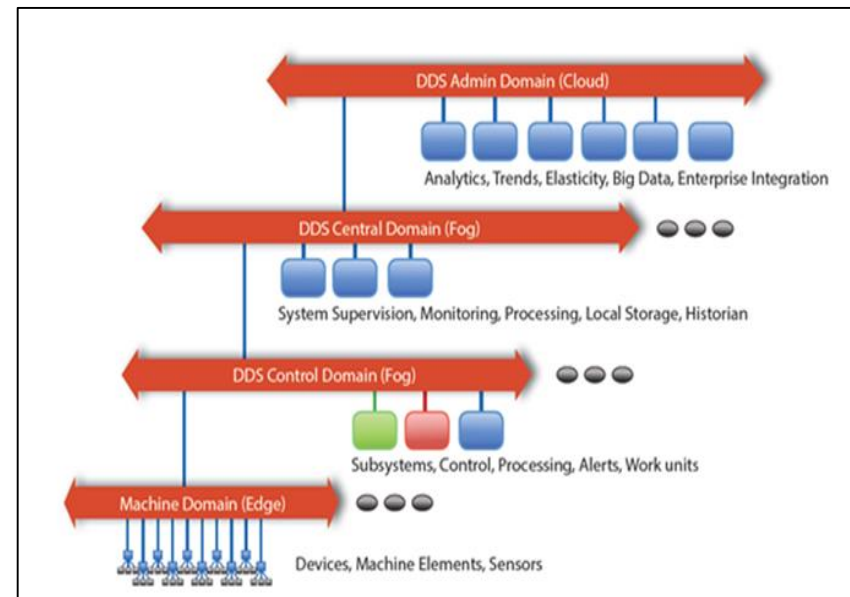 DDS Admin Domain (Cloud)
Analytics, Trends, Elasticity, Big Data, Enterprise Integration
DDS Central Domain (Fog)
System Supervision, Monitoring, Processing, Local Storage, Historian
DDS Control Domain (Fog)
Subsystems, Control, Processing, Alerts, Work units
Machine Domain (Edge)
Devices, Machine Elements, Sensors